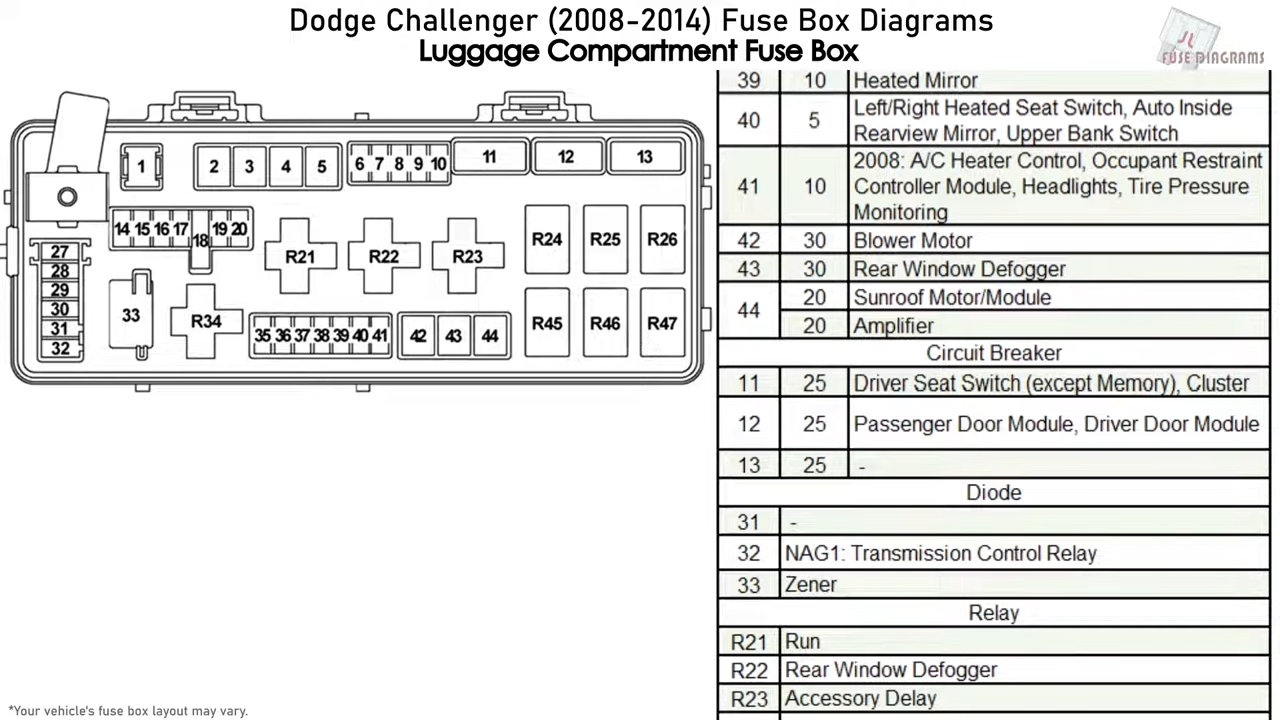 Dodge Challenger (2008-2014) Fuse Box Diagrams
Luggage Compartment Fuse Box
JL
FUSE DIAGRAMS
1 2 3 4 5 6 7 8 9 10 11 12 13
14 15 16 17 18 19 20
R21 R22 R23 R24 R25 R26
27
28
29
30
31
32
33 R34
35 36 37 38 39 40 41 42 43 44
R45 R46 R47
39 10 Heated Mirror
40 5 Left/Right Heated Seat Switch, Auto Inside
Rearview Mirror, Upper Bank Switch
41 10 2008: A/C Heater Control, Occupant Restraint
Controller Module, Headlights, Tire Pressure
Monitoring
42 30 Blower Motor
43 30 Rear Window Defogger
44 20 Sunroof Motor/Module
20 Amplifier
Circuit Breaker
11 25 Driver Seat Switch (except Memory), Cluster
12 25 Passenger Door Module, Driver Door Module
13 25 -
Diode
31 -
32 NAG1: Transmission Control Relay
33 Zener
Relay
R21 Run
R22 Rear Window Defogger
R23 Accessory Delay
*Your vehicle's fuse box layout may vary.